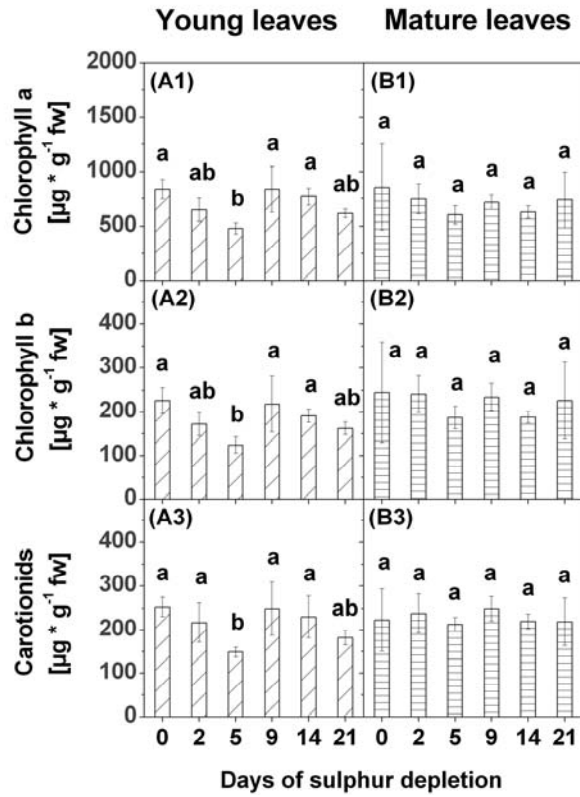 Young leaves Mature leaves
Chlorophyll a
[µg * g-1 fw]
2000
1500
1000
500
0
(A1)
a ab b a a ab
(B1)
a a a a a a
Chlorophyll b
[µg * g-1 fw]
400
300
200
100
0
(A2)
a ab b a a ab
(B2)
a a a a a a
Carotionids
[µg * g-1 fw]
400
300
200
100
0
(A3)
a a b a a ab
(B3)
a a a a a a
0 2 5 9 14 21 0 2 5 9 14 21
Days of sulphur depletion